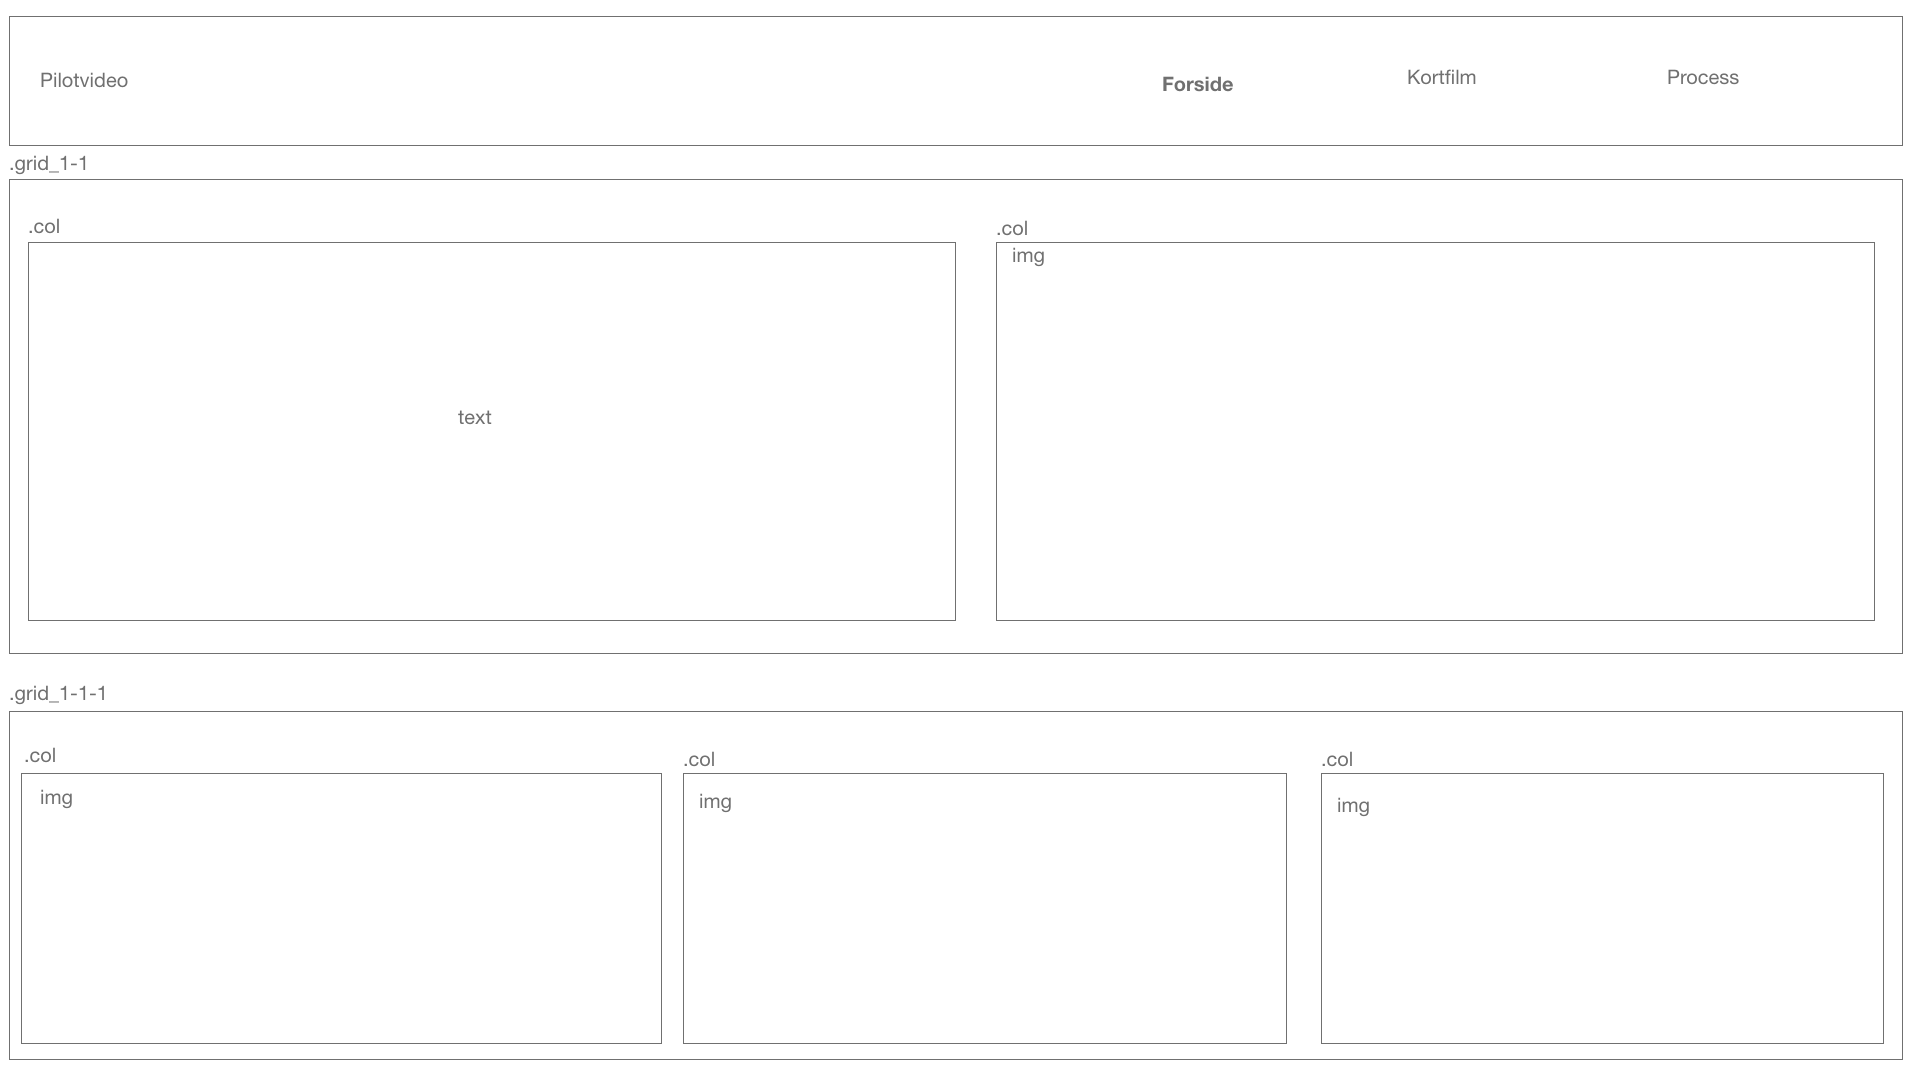 Pilotvideo
Forside
Kortfilm
Process
.grid_1-1
.col
.col
img
text
.grid_1-1-1
.col
.col
.col
img
img
img